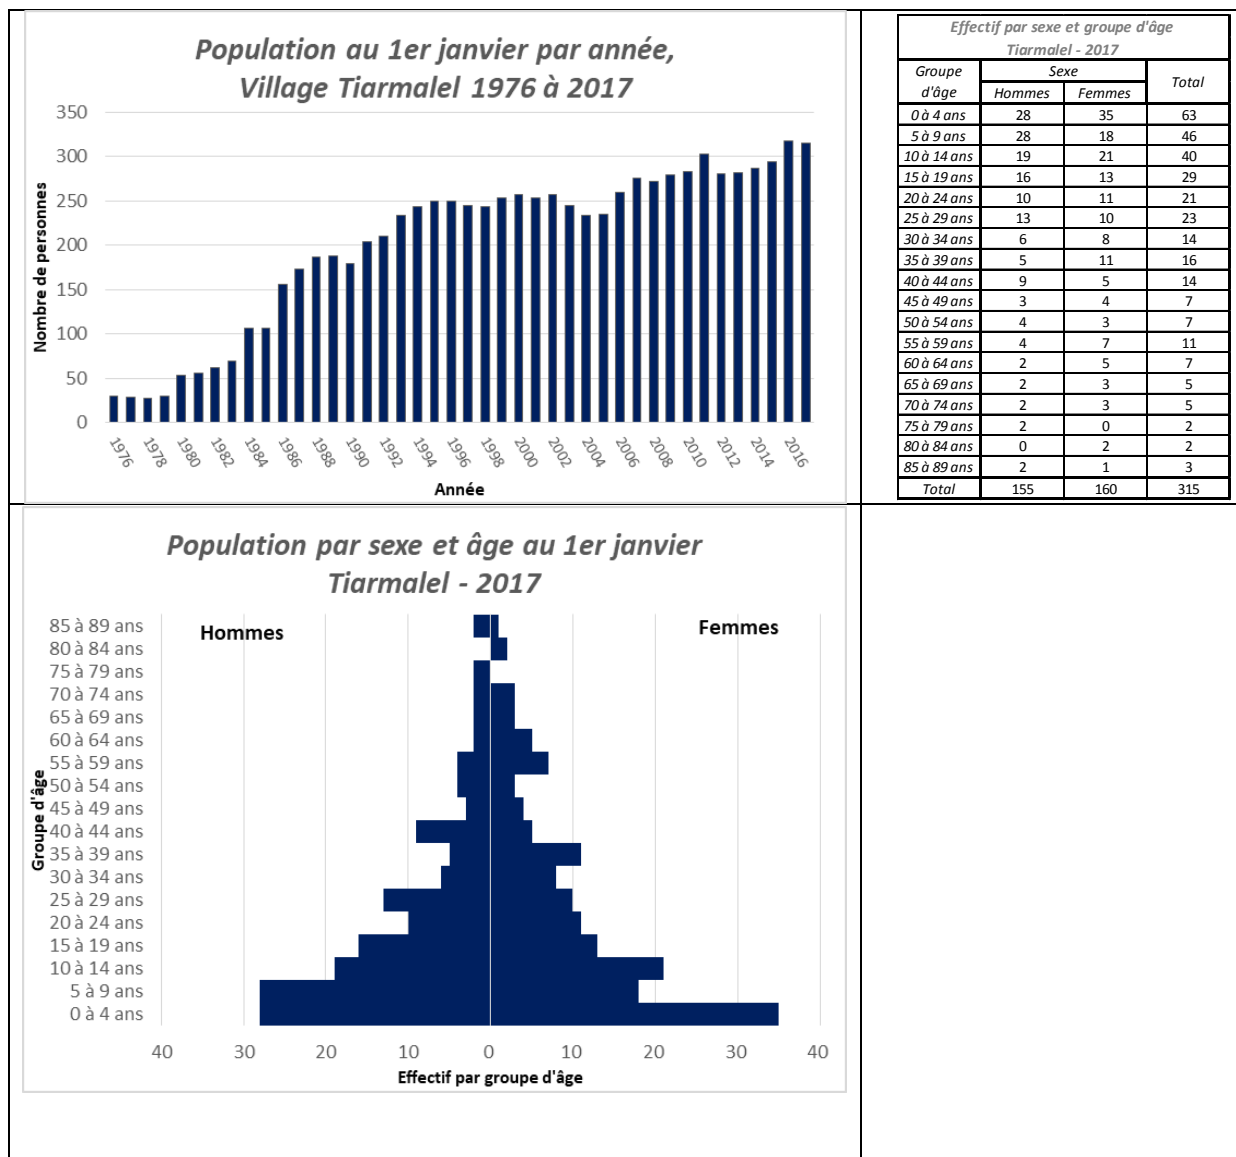 Population au 1er janvier par année,
Village Tiarmalel 1976 à 2017
350
300
250
200
150
100
50
0
Nombre de personnes
1976 1978 1980 1982 1984 1986 1988 1990 1992 1994 1996 1998 2000 2002 2004 2006 2008 2010 2012 2014 2016
Année
Effectif par sexe et groupe d'âge
Tiarmalel - 2017
Groupe d'âge Sexe Total
Hommes Femmes
0 à 4 ans 28 35 63
5 à 9 ans 28 18 46
10 à 14 ans 19 21 40
15 à 19 ans 16 13 29
20 à 24 ans 10 11 21
25 à 29 ans 13 10 23
30 à 34 ans 6 8 14
35 à 39 ans 5 11 16
40 à 44 ans 9 5 14
45 à 49 ans 3 4 7
50 à 54 ans 4 3 7
55 à 59 ans 4 7 11
60 à 64 ans 2 5 7
65 à 69 ans 2 3 5
70 à 74 ans 2 3 5
75 à 79 ans 2 0 2
80 à 84 ans 0 2 2
85 à 89 ans 2 1 3
Total 155 160 315
Population par sexe et âge au 1er janvier
Tiarmalel - 2017
Hommes Femmes
85 à 89 ans
80 à 84 ans
75 à 79 ans
70 à 74 ans
65 à 69 ans
60 à 64 ans
55 à 59 ans
50 à 54 ans
45 à 49 ans
40 à 44 ans
35 à 39 ans
30 à 34 ans
25 à 29 ans
20 à 24 ans
15 à 19 ans
10 à 14 ans
5 à 9 ans
0 à 4 ans
Groupe d'âge
40 30 20 10 0 10 20 30 40
Effectif par groupe d'âge